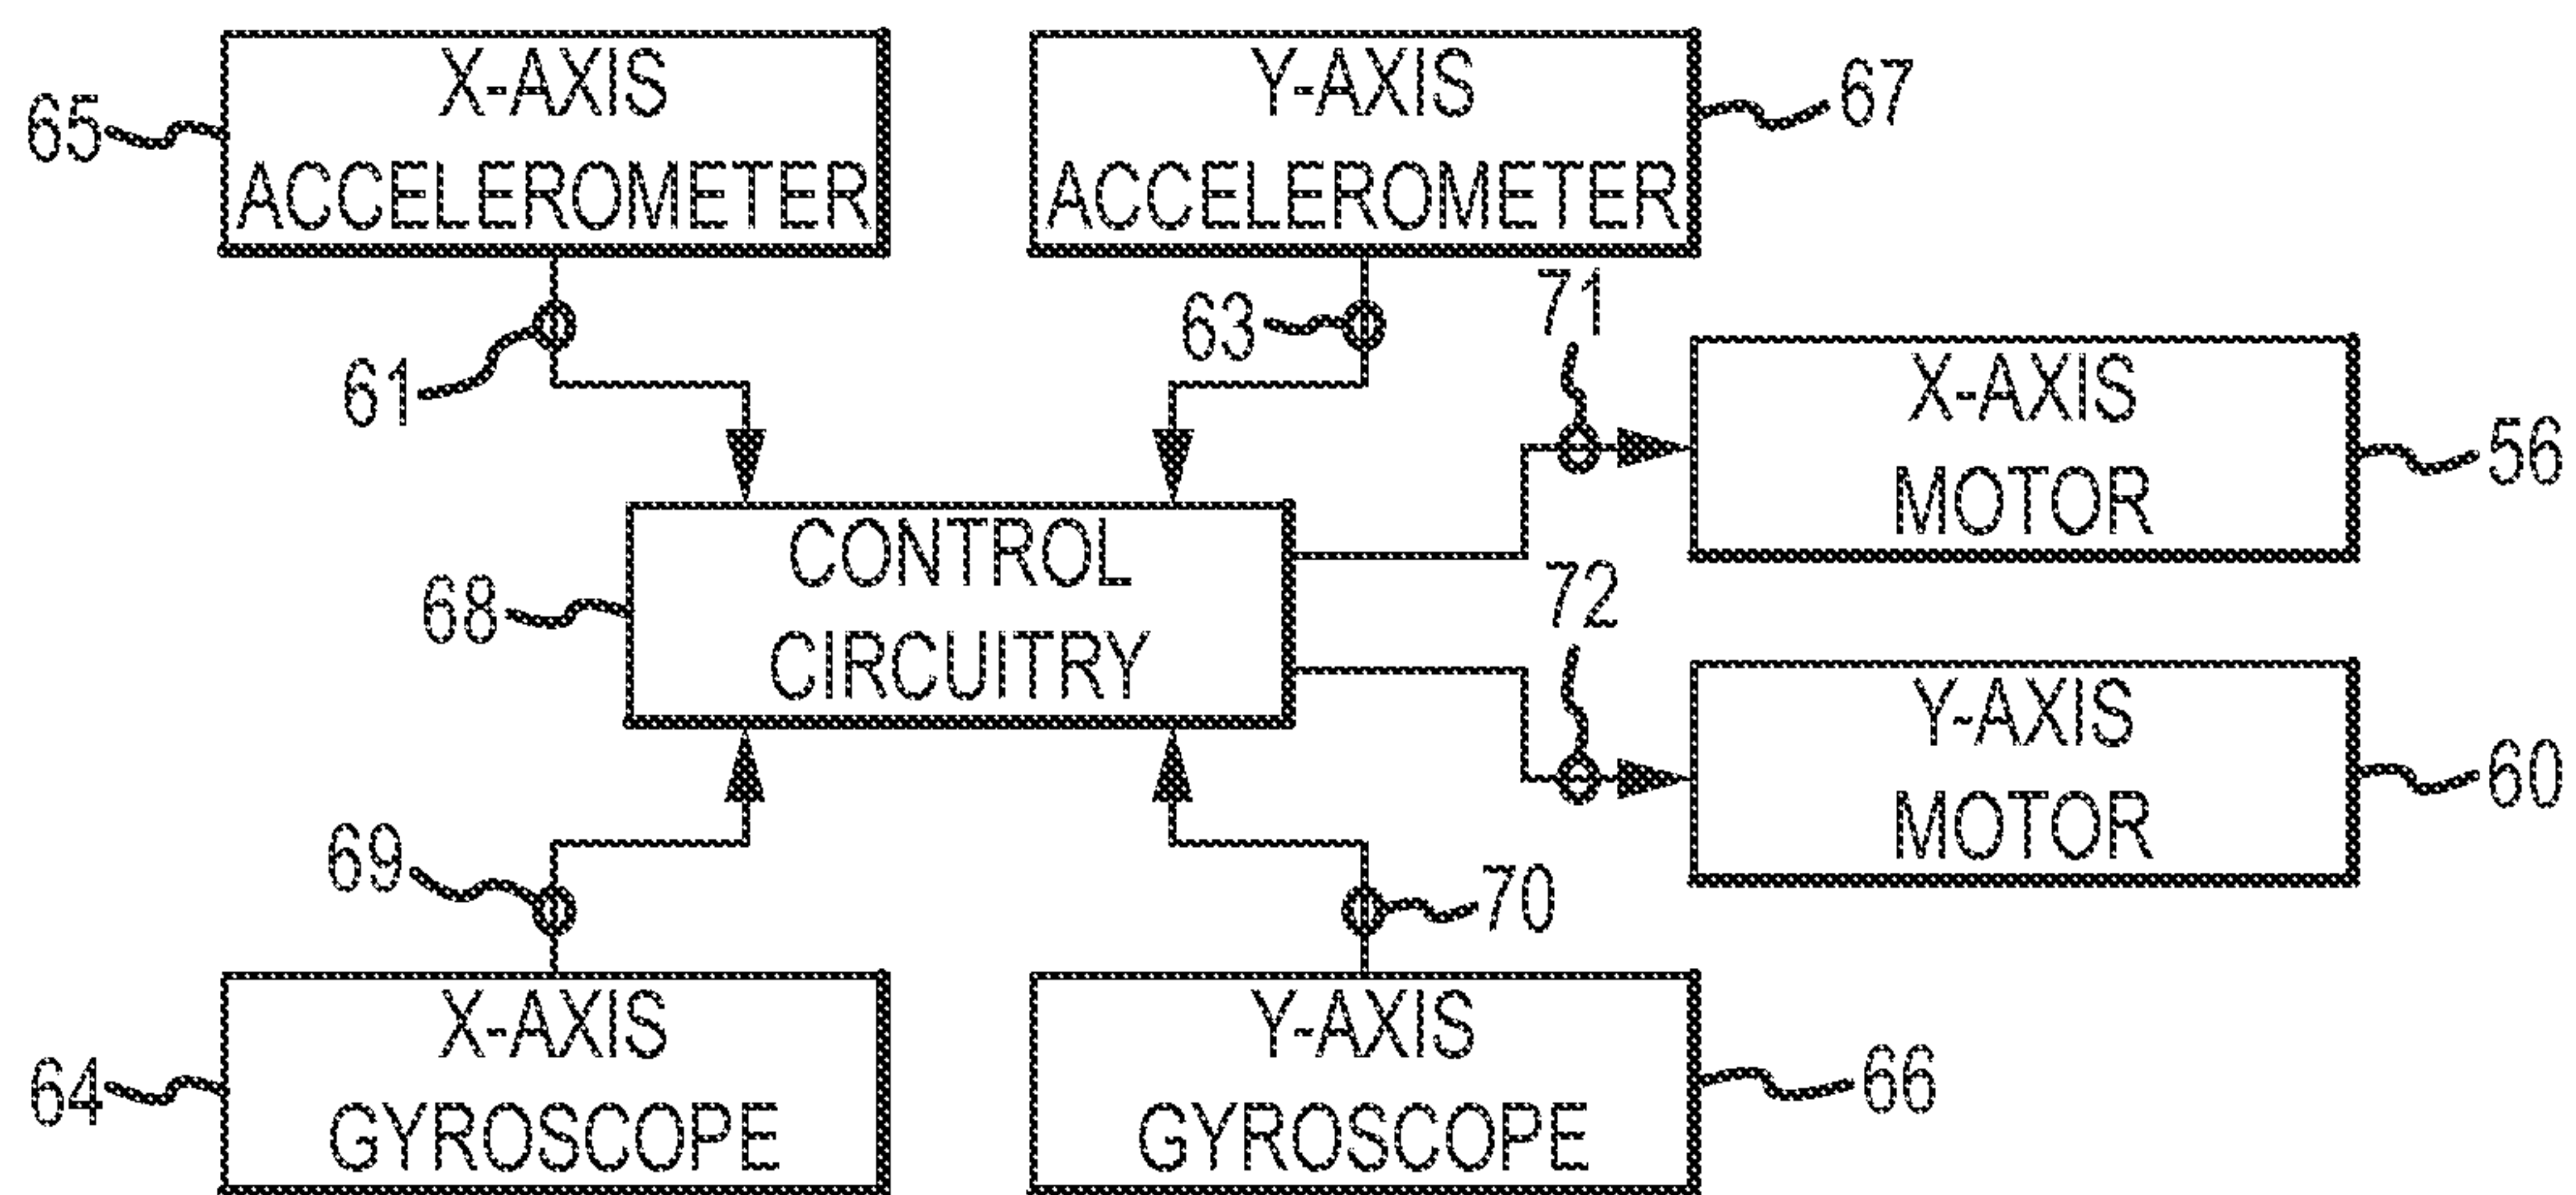 X-AXIS
ACCELEROMETER
65
Y-AXIS
ACCELEROMETER
67
61
63
71
X-AXIS
MOTOR
56
CONTROL
CIRCUITRY
68
72
Y-AXIS
MOTOR
60
69
70
X-AXIS
GYROSCOPE
64
Y-AXIS
GYROSCOPE
66